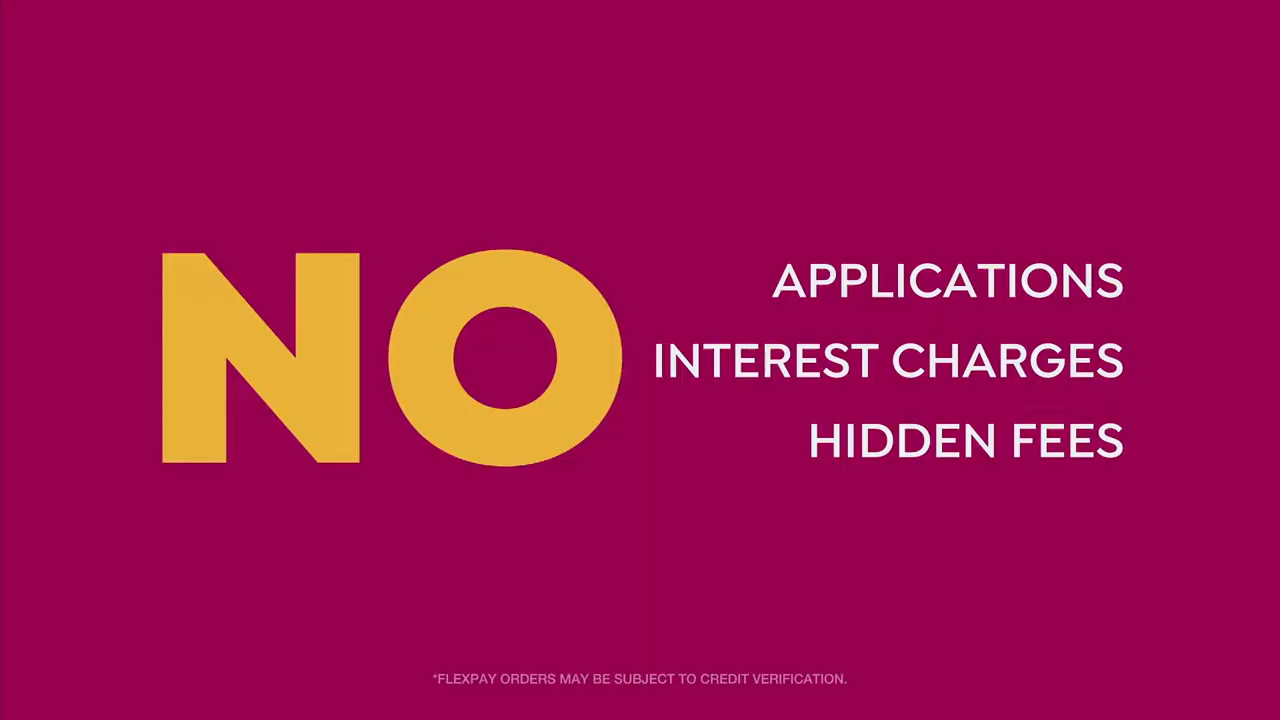 NO
APPLICATIONS
INTEREST CHARGES
HIDDEN FEES
*FLEXPAY ORDERS MAY BE SUBJECT TO CREDIT VERIFICATION.